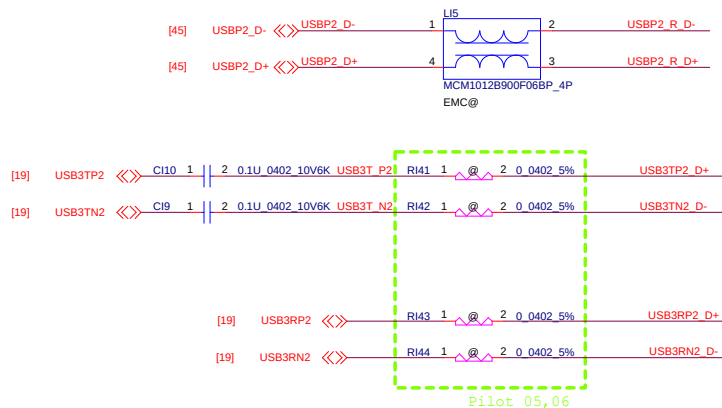 LI5
[45] USBP2_D- USBP2_D- 1 2 USBP2_R_D-
[45] USBP2_D+ USBP2_D+ 4 3 USBP2_R_D+
MCM1012B900F06BP_4P
EMC@
[19] USB3TP2 CI10 1 2 0.1U_0402_10V6K USB3T_P2 RI41 1 @ 2 0_0402_5% USB3TP2_D+
[19] USB3TN2 CI9 1 2 0.1U_0402_10V6K USB3T_N2 RI42 1 @ 2 0_0402_5% USB3TN2_D-
[19] USB3RP2 RI43 1 @ 2 0_0402_5% USB3RP2_D+
[19] USB3RN2 RI44 1 @ 2 0_0402_5% USB3RN2_D-
Pilot 05,06